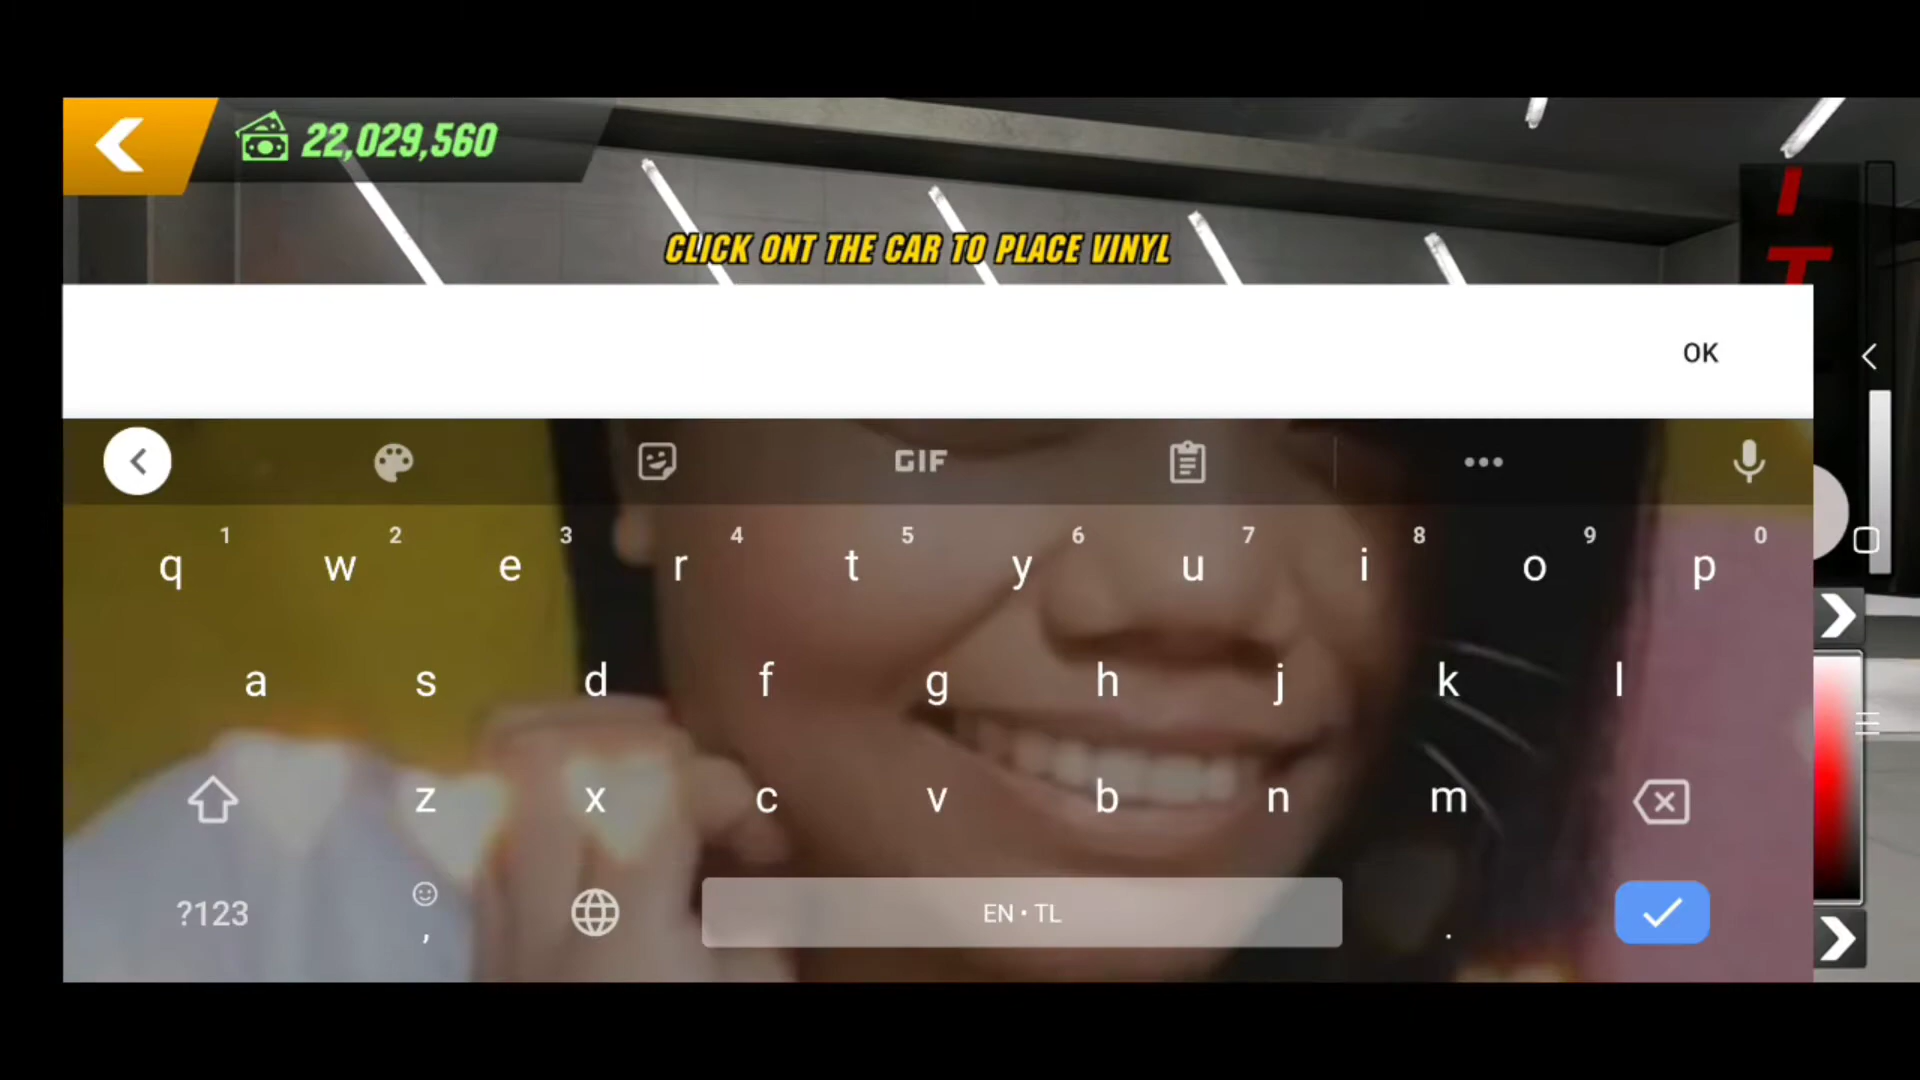 22,029,560
I
T
CLICK ONT THE CAR TO PLACE VINYL
OK
GIF
1 2 3 4 5 6 7 8 9 0
q w e r t y u i o p
a s d f g h j k l
z x c v b n m
?123 , EN • TL .